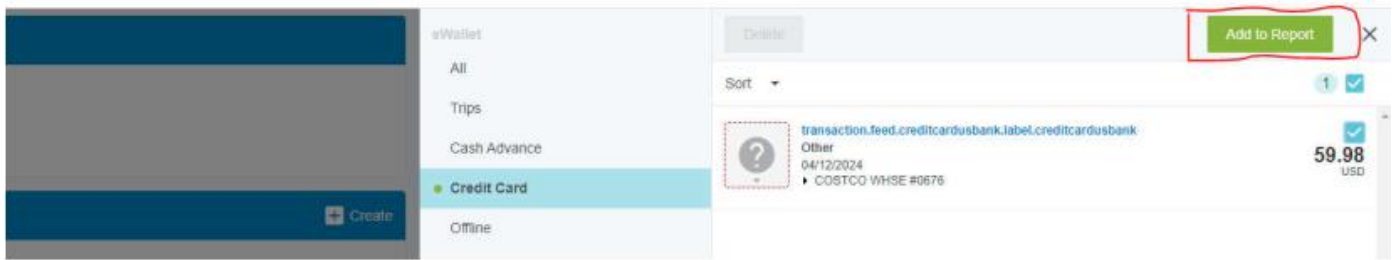 eWallet
All
Trips
Cash Advance
Credit Card
Offline
Create
Delete
Add to Report
Sort
1
transaction.feed.creditcardusbank.label.creditcardusbank
Other
04/12/2024
COSTCO WHSE #0676
59.98
USD